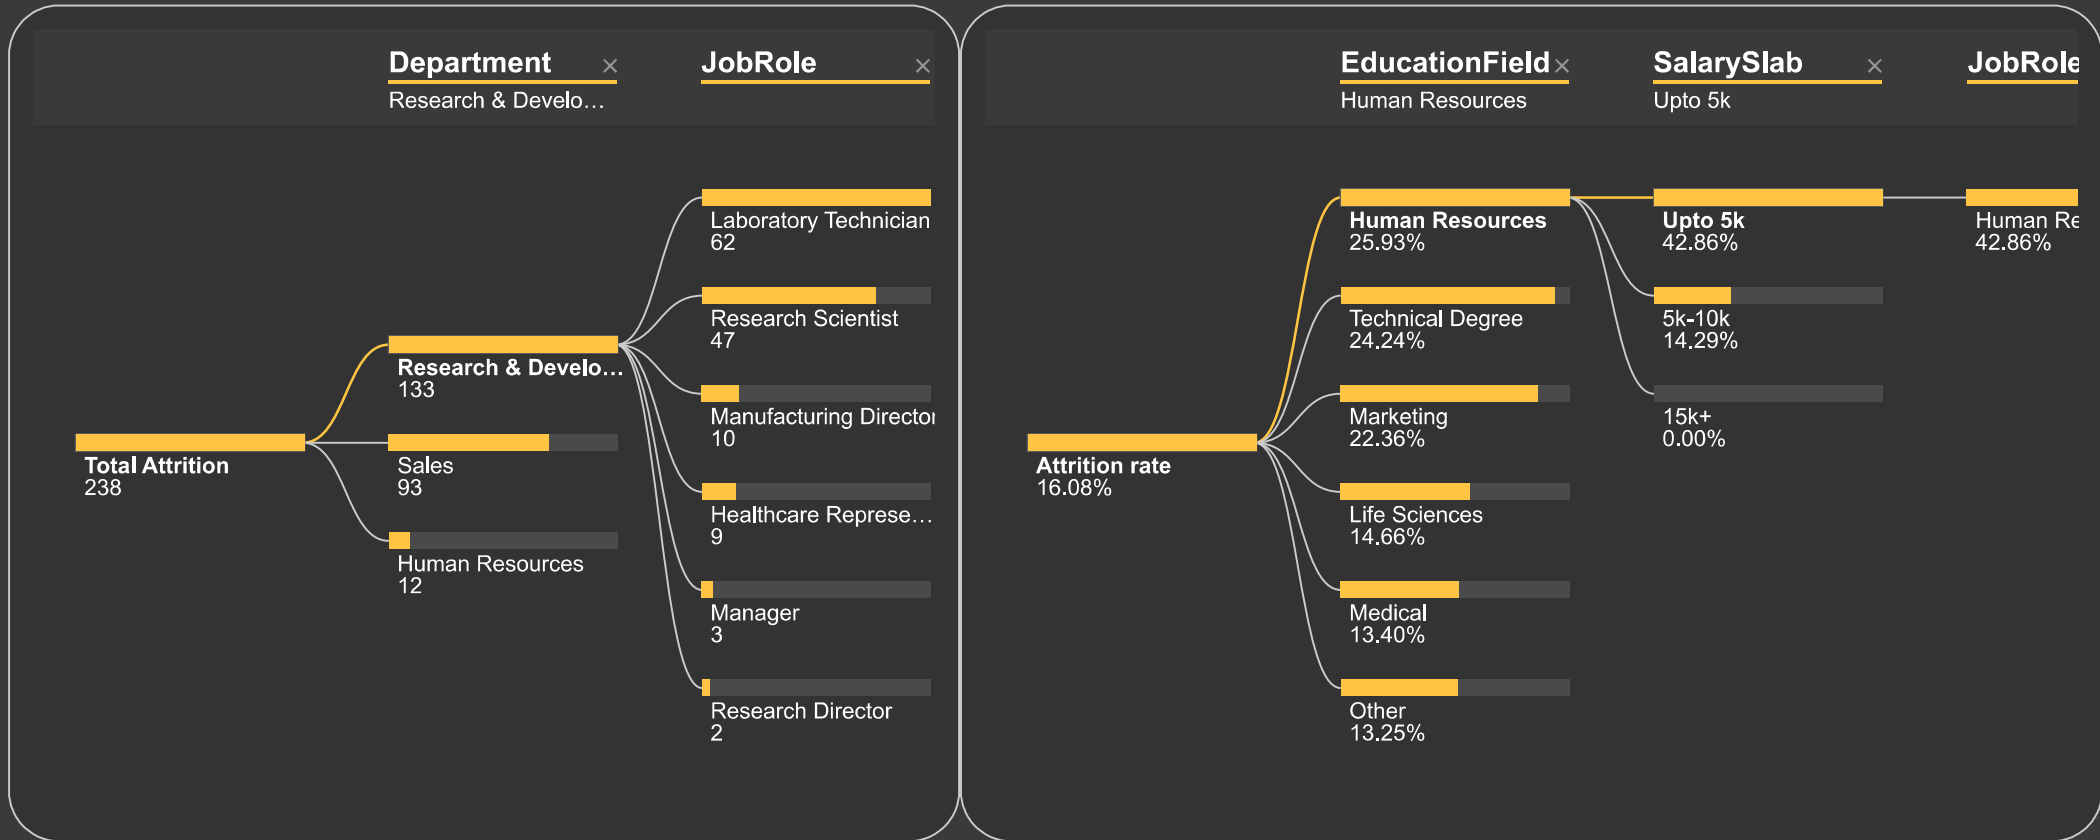 Department ×
Research & Develo…
JobRole ×
Total Attrition
238
Research & Develo…
133
Sales
93
Human Resources
12
Laboratory Technician
62
Research Scientist
47
Manufacturing Director
10
Healthcare Represe…
9
Manager
3
Research Director
2
EducationField ×
Human Resources
SalarySlab ×
Upto 5k
JobRole
Attrition rate
16.08%
Human Resources
25.93%
Technical Degree
24.24%
Marketing
22.36%
Life Sciences
14.66%
Medical
13.40%
Other
13.25%
Upto 5k
42.86%
5k-10k
14.29%
15k+
0.00%
Human Re
42.86%